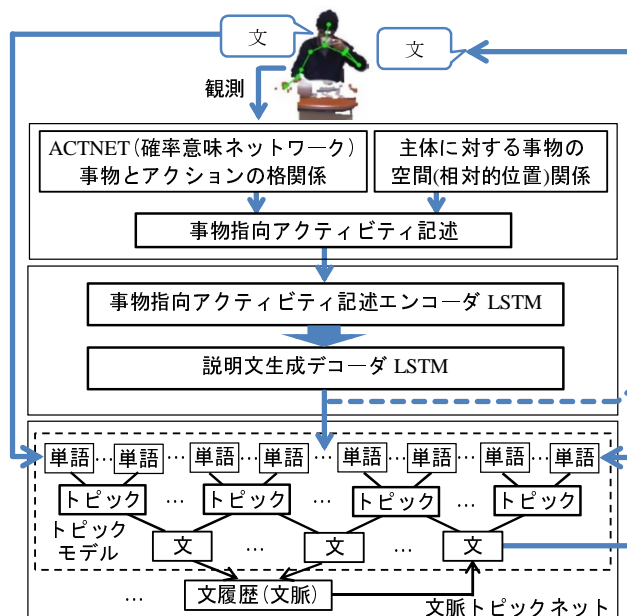 文
文
観測
ACTNET(確率意味ネットワーク)
事物とアクションの格関係
主体に対する事物の
空間(相対的位置)関係
事物指向アクティビティ記述
事物指向アクティビティ記述エンコーダ LSTM
説明文生成デコーダ LSTM
単語…単語…単語…単語…単語…単語…単語…単語
トピック … トピック … トピック … トピック
トピック
モデル
文 … 文 … 文
… 文履歴(文脈)
文脈トピックネット